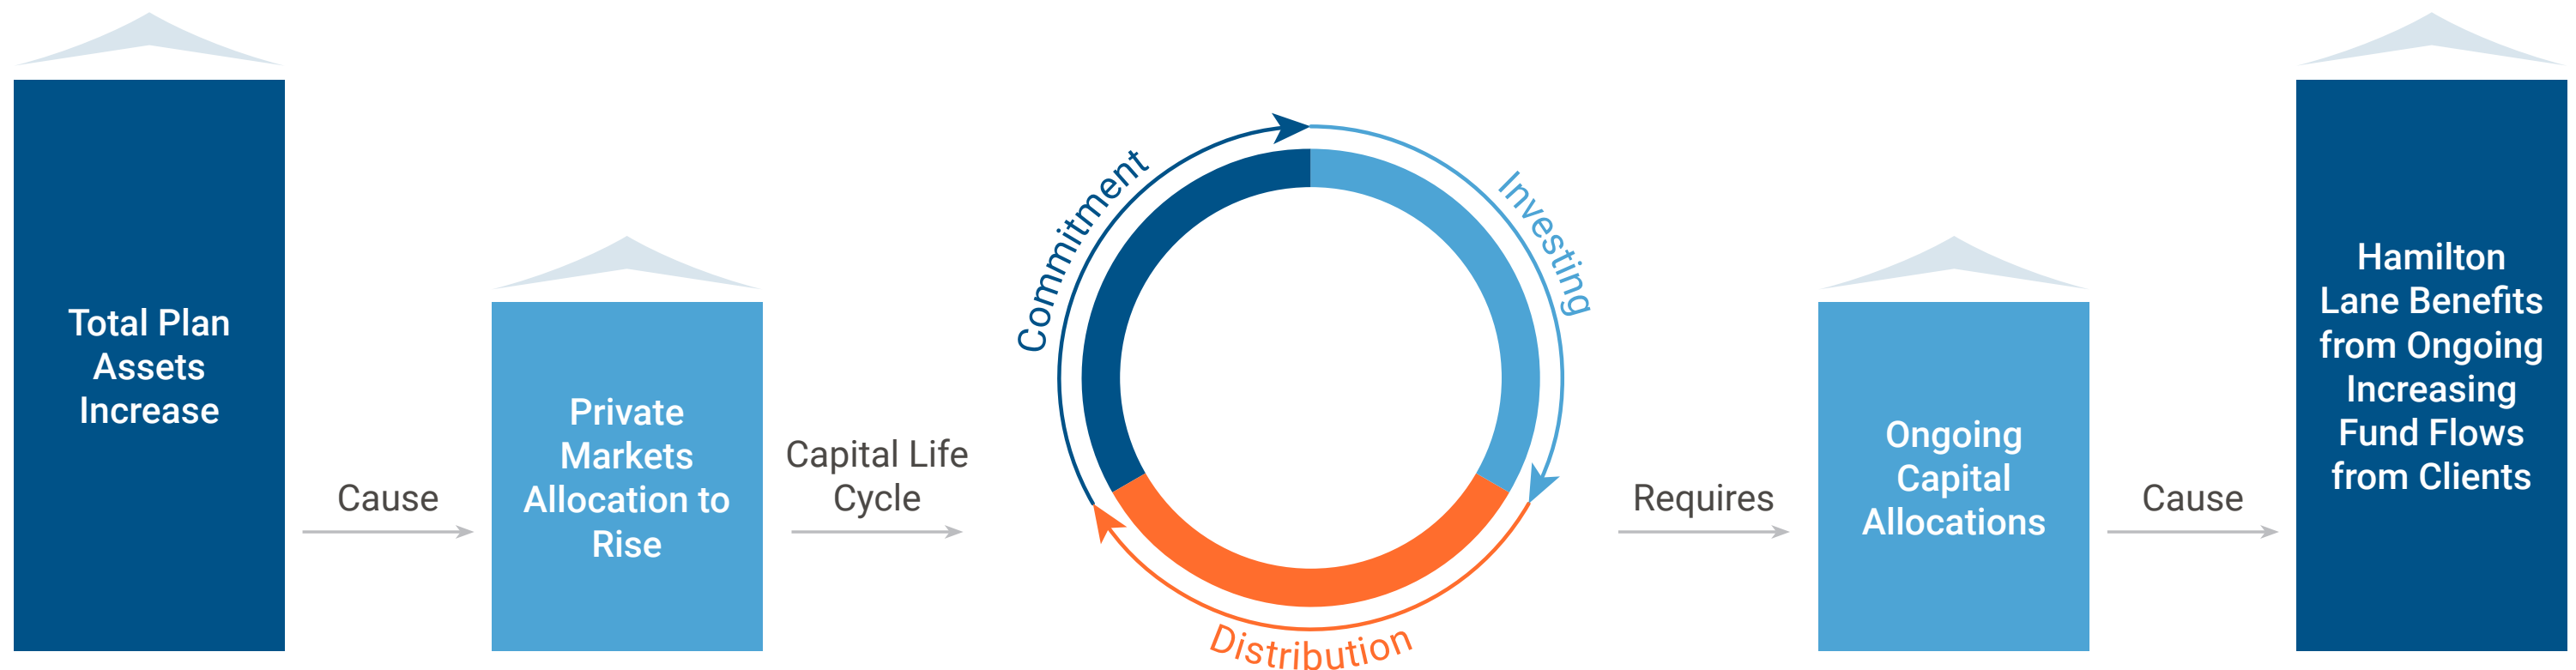 Total Plan
Assets
Increase
Cause
Private
Markets
Allocation to
Rise
Capital Life
Cycle
Commitment
Investing
Distribution
Requires
Ongoing
Capital
Allocations
Cause
Hamilton
Lane Benefits
from Ongoing
Increasing
Fund Flows
from Clients